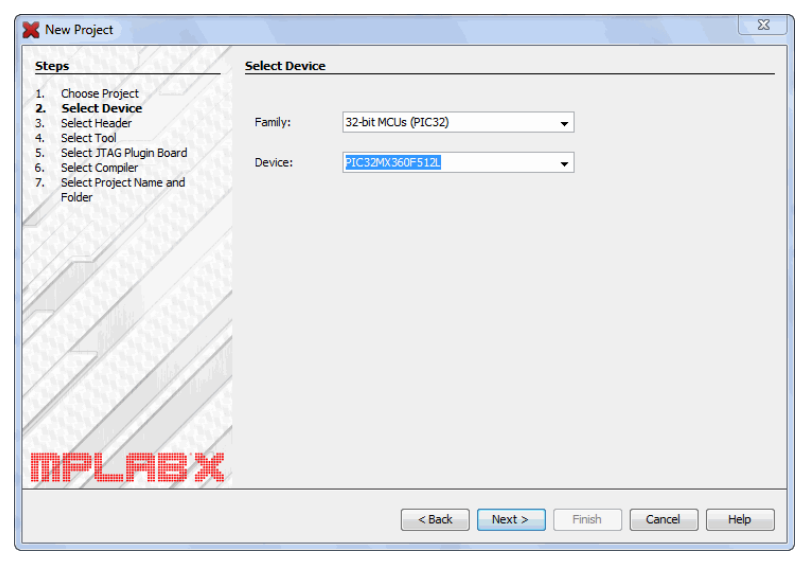 New Project
Steps
1. Choose Project
2. Select Device
3. Select Header
4. Select Tool
5. Select JTAG Plugin Board
6. Select Compiler
7. Select Project Name and
Folder
Select Device
Family: 32-bit MCUs (PIC32)
Device: PIC32MX360F512L
MPLAB X
< Back Next > Finish Cancel Help